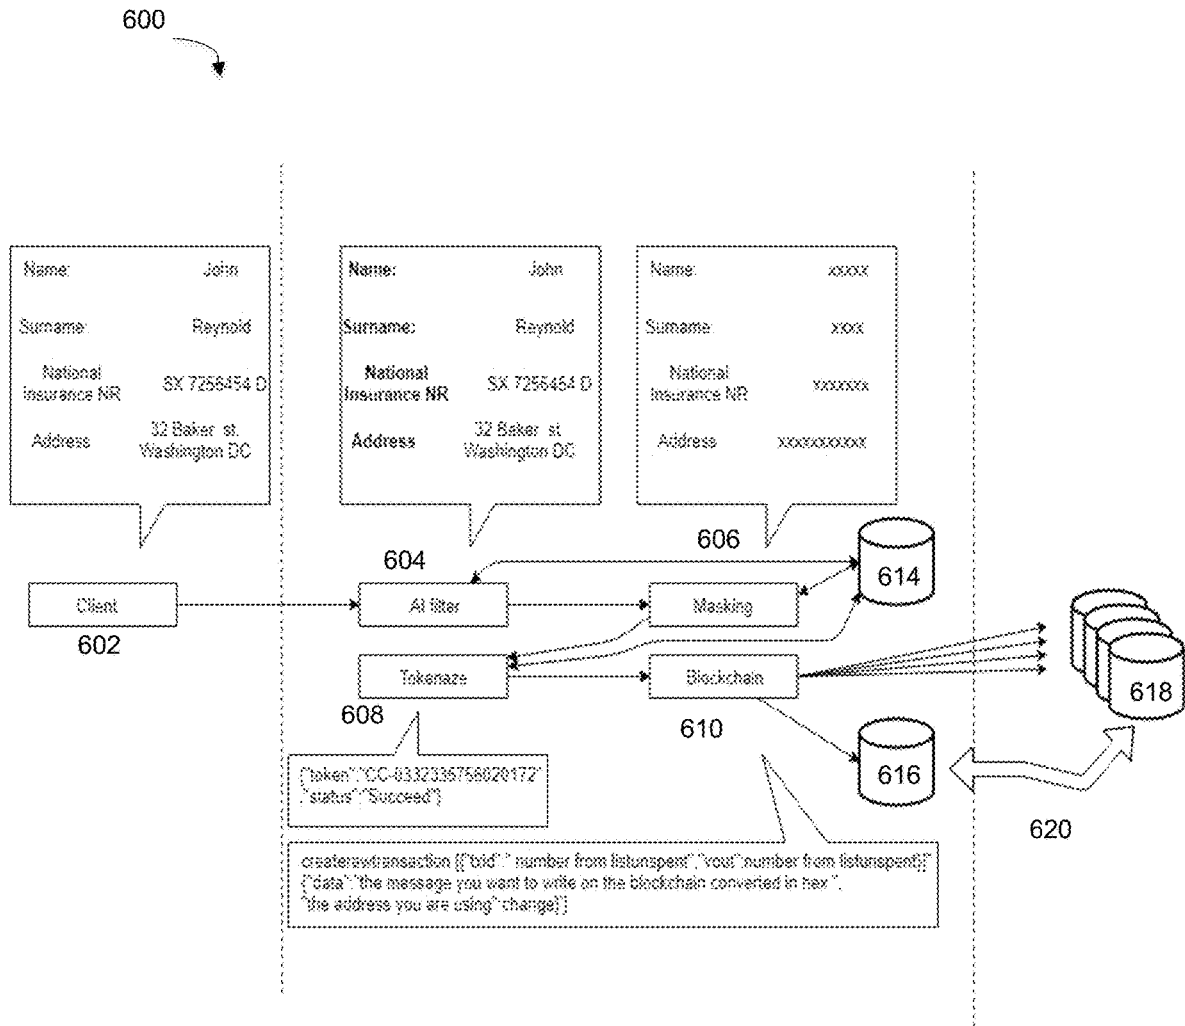 600
Name: John
Surname: Reynold
National
Insurance NR SX 7256454 D
Address 32 Baker st.
Washington DC
Name: John
Surname: Reynold
National
Insurance NR SX 7256454 D
Address 32 Baker st.
Washington DC
Name: xxxxx
Surname: xxxx
National
Insurance NR xxxxxxx
Address xxxxxxxxxxx
606
604
614
Client
AI filter
Masking
602
Tokenaze
Blockchain
618
608
610
616
{"token":"CC-8332335756620172"
,"status":"Succeed"}
620
createrawtransaction [{"txid":" number from listunspent","vout":number from listunspent}]"
{"data":"the message you want to write on the blockchain converted in hex ",
"the address you are using":change}']